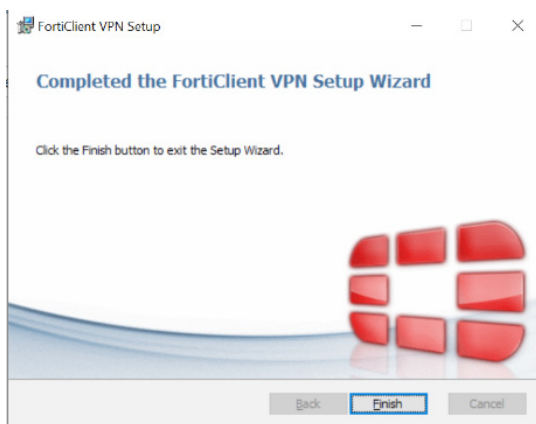 FortiClient VPN Setup
Completed the FortiClient VPN Setup Wizard
Click the Finish button to exit the Setup Wizard.
Back Finish Cancel